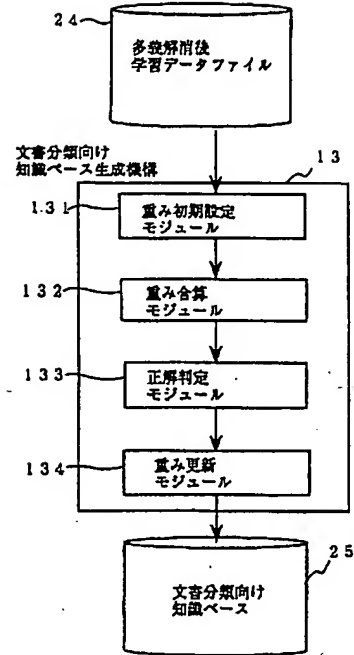 24
多義解消後
学習データファイル
文書分類向け
知識ベース生成機構
13
131
重み初期設定
モジュール
132
重み合算
モジュール
133
正解判定
モジュール
134
重み更新
モジュール
25
文書分類向け
知識ベース